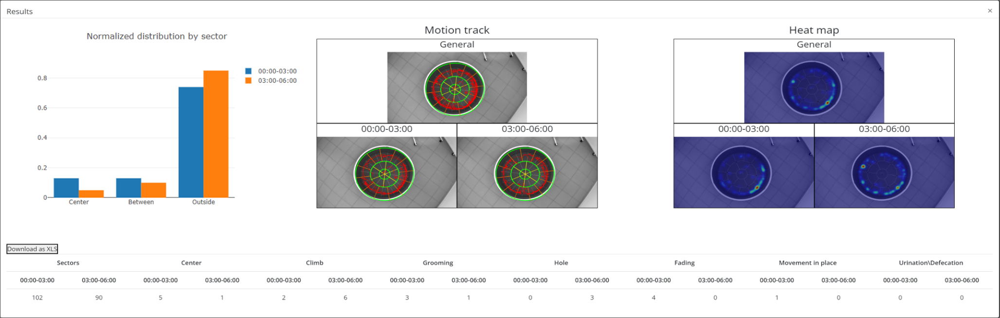 Results ×
Normalized distribution by sector
0.8
0.6
0.4
0.2
0
Center Between Outside
00:00-03:00
03:00-06:00
Motion track
General
00:00-03:00 03:00-06:00
Heat map
General
00:00-03:00 03:00-06:00
Download as XLS
Sectors Center Climb Grooming Hole Fading Movement in place Urination\Defecation
00:00-03:00 03:00-06:00 00:00-03:00 03:00-06:00 00:00-03:00 03:00-06:00 00:00-03:00 03:00-06:00 00:00-03:00 03:00-06:00 00:00-03:00 03:00-06:00 00:00-03:00 03:00-06:00 00:00-03:00 03:00-06:00
102 90 5 1 2 6 3 1 0 3 4 0 1 0 0 0